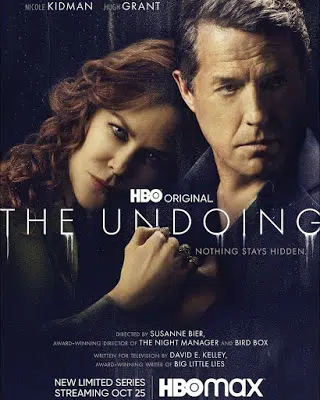 NICOLE KIDMAN HUGH GRANT
HBO ORIGINAL
THE UNDOING
NOTHING STAYS HIDDEN.
DIRECTED BY SUSANNE BIER,
AWARD-WINNING DIRECTOR OF THE NIGHT MANAGER AND BIRD BOX
WRITTEN FOR TELEVISION BY DAVID E. KELLEY,
AWARD-WINNING WRITER OF BIG LITTLE LIES
NEW LIMITED SERIES
STREAMING OCT 25
HBOMAX